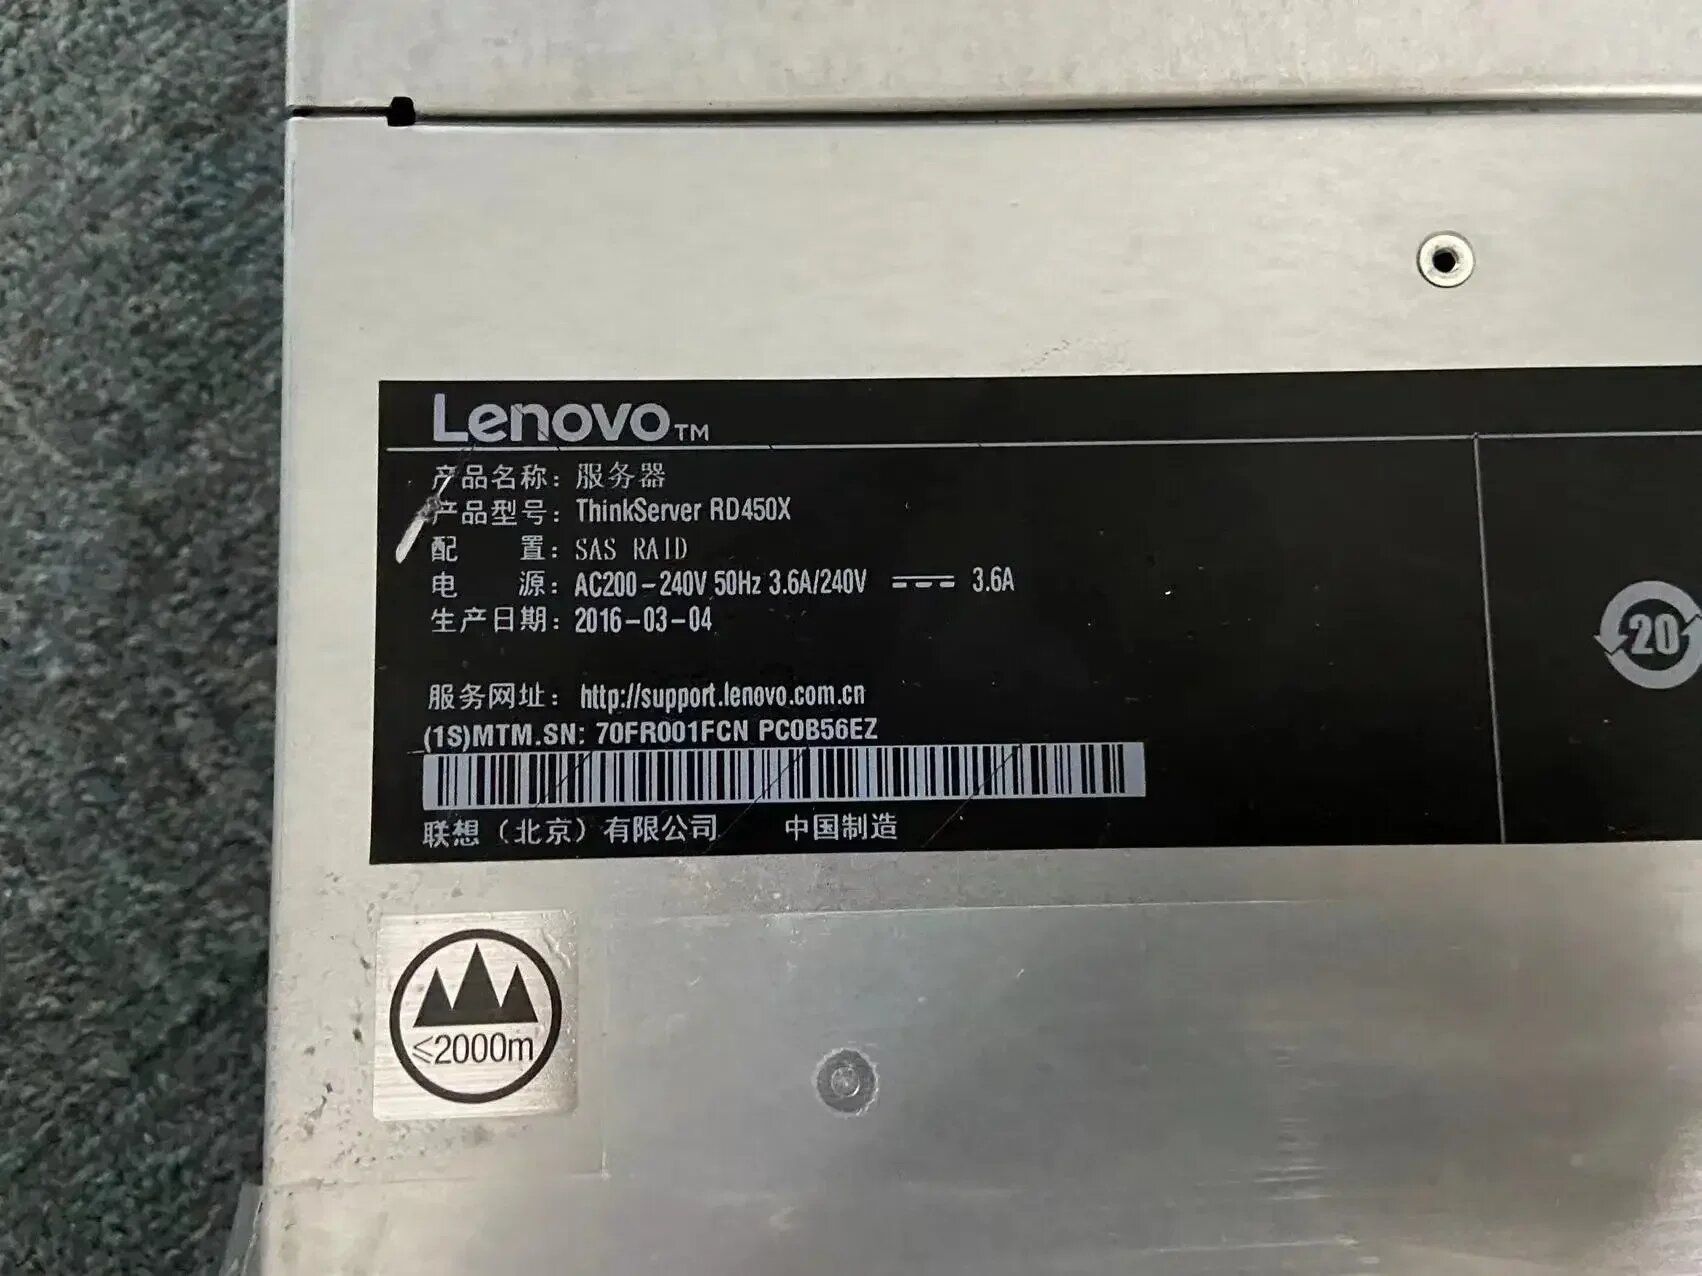 Lenovo™
产品名称：服务器
产品型号：ThinkServer RD450X
配 置：SAS RAID
电 源：AC200-240V 50Hz 3.6A/240V ⎓ 3.6A
生产日期：2016-03-04
20
服务网址：http://support.lenovo.com.cn
(1S)MTM.SN: 70FR001FCN PC0B56EZ
联想（北京）有限公司 中国制造
≤2000m